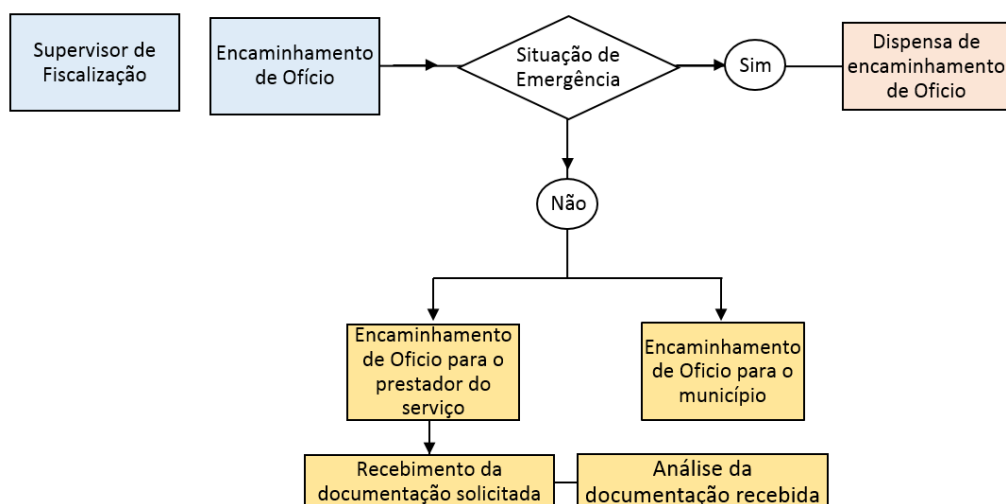 Supervisor de
Fiscalização
Encaminhamento
de Ofício
Situação de
Emergência
Sim
Dispensa de
encaminhamento
de Oficio
Não
Encaminhamento
de Oficio para o
prestador do
serviço
Encaminhamento
de Oficio para o
município
Recebimento da
documentação solicitada
Análise da
documentação recebida